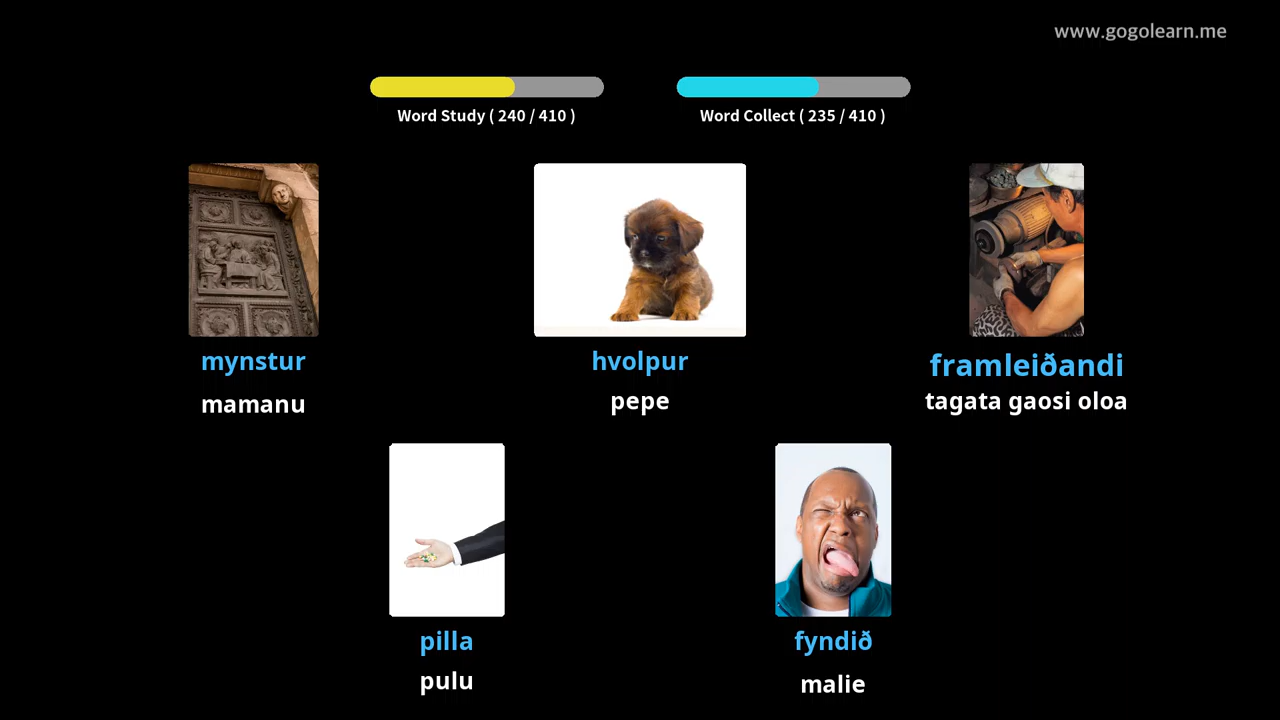 www.gogolearn.me
Word Study ( 240 / 410 )
Word Collect ( 235 / 410 )
mynstur
mamanu
hvolpur
pepe
framleiðandi
tagata gaosi oloa
pilla
pulu
fyndið
malie